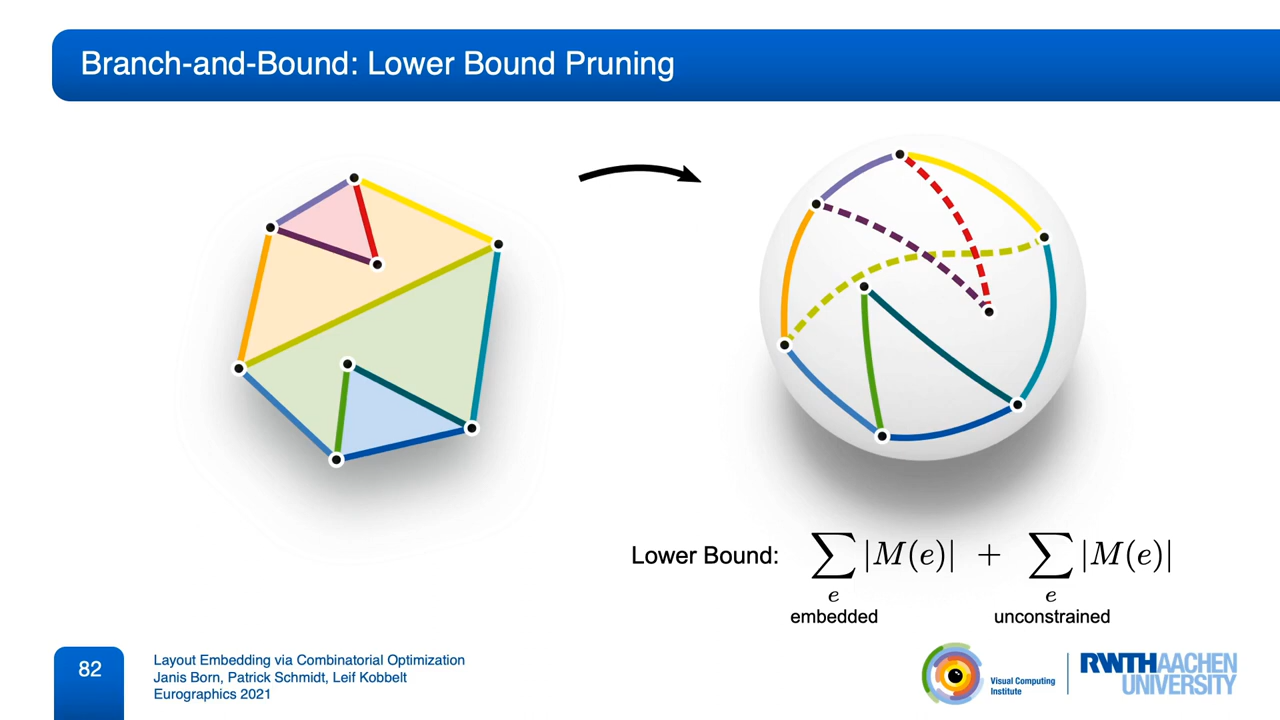 Branch-and-Bound: Lower Bound Pruning
Lower Bound: ∑ |M(e)| + ∑ |M(e)|
e e
embedded unconstrained
82
Layout Embedding via Combinatorial Optimization
Janis Born, Patrick Schmidt, Leif Kobbelt
Eurographics 2021
Visual Computing
Institute
RWTHAACHEN
UNIVERSITY